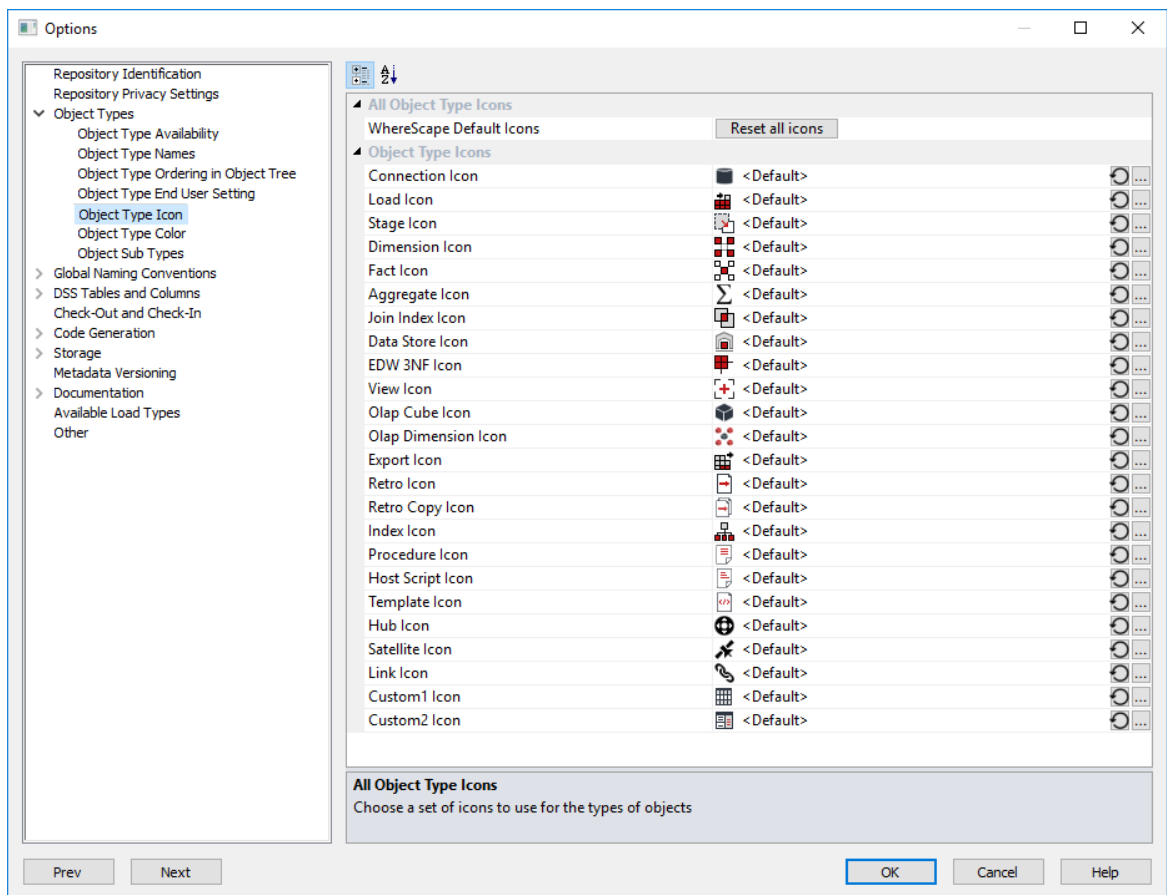 Options
Repository Identification
Repository Privacy Settings
Object Types
Object Type Availability
Object Type Names
Object Type Ordering in Object Tree
Object Type End User Setting
Object Type Icon
Object Type Color
Object Sub Types
Global Naming Conventions
DSS Tables and Columns
Check-Out and Check-In
Code Generation
Storage
Metadata Versioning
Documentation
Available Load Types
Other
All Object Type Icons
WhereScape Default Icons Reset all icons
Object Type Icons
Connection Icon <Default> ...
Load Icon <Default> ...
Stage Icon <Default> ...
Dimension Icon <Default> ...
Fact Icon <Default> ...
Aggregate Icon <Default> ...
Join Index Icon <Default> ...
Data Store Icon <Default> ...
EDW 3NF Icon <Default> ...
View Icon <Default> ...
Olap Cube Icon <Default> ...
Olap Dimension Icon <Default> ...
Export Icon <Default> ...
Retro Icon <Default> ...
Retro Copy Icon <Default> ...
Index Icon <Default> ...
Procedure Icon <Default> ...
Host Script Icon <Default> ...
Template Icon <Default> ...
Hub Icon <Default> ...
Satellite Icon <Default> ...
Link Icon <Default> ...
Custom1 Icon <Default> ...
Custom2 Icon <Default> ...
All Object Type Icons
Choose a set of icons to use for the types of objects
Prev Next OK Cancel Help